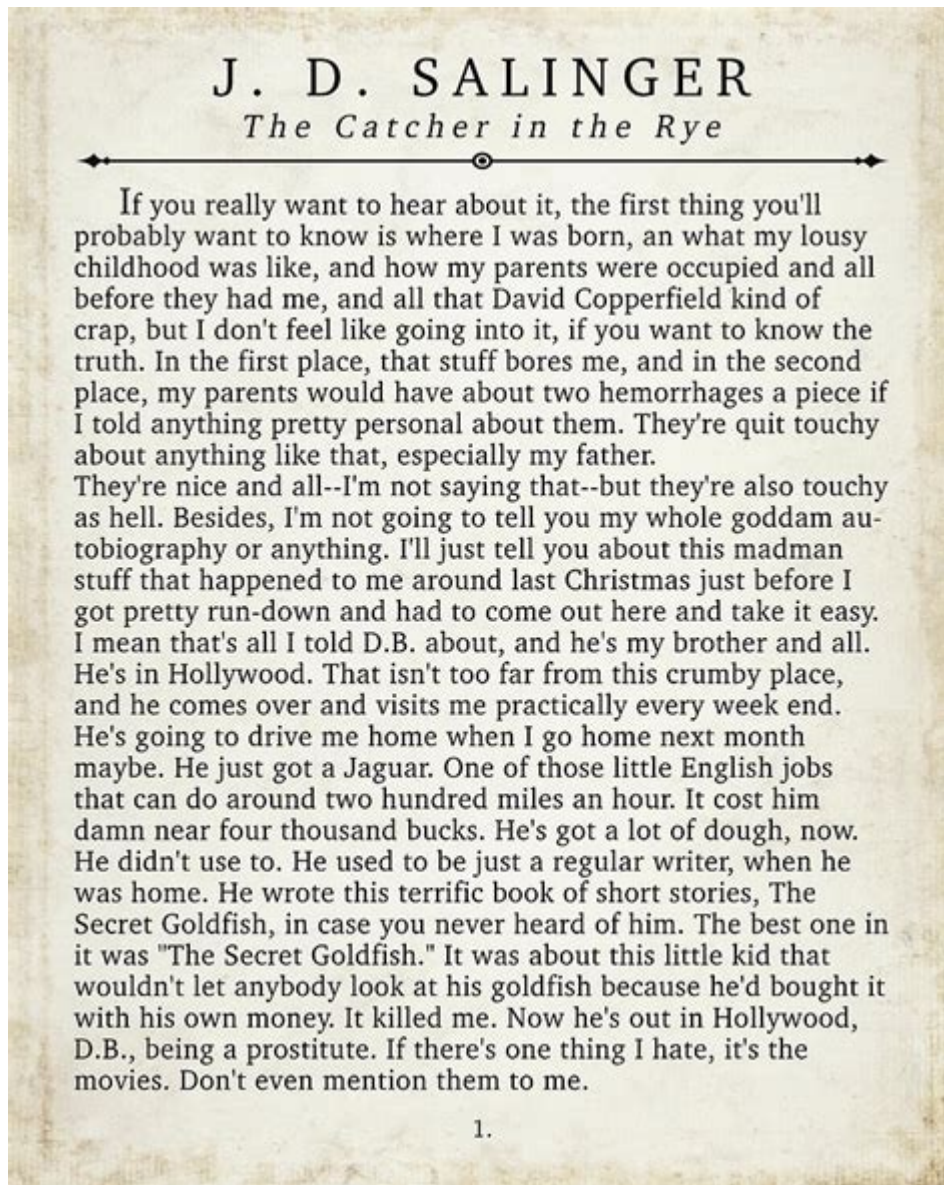 J. D. SALINGER
The Catcher in the Rye
If you really want to hear about it, the first thing you'll
probably want to know is where I was born, an what my lousy
childhood was like, and how my parents were occupied and all
before they had me, and all that David Copperfield kind of
crap, but I don't feel like going into it, if you want to know the
truth. In the first place, that stuff bores me, and in the second
place, my parents would have about two hemorrhages a piece if
I told anything pretty personal about them. They're quit touchy
about anything like that, especially my father.
They're nice and all--I'm not saying that--but they're also touchy
as hell. Besides, I'm not going to tell you my whole goddam au-
tobiography or anything. I'll just tell you about this madman
stuff that happened to me around last Christmas just before I
got pretty run-down and had to come out here and take it easy.
I mean that's all I told D.B. about, and he's my brother and all.
He's in Hollywood. That isn't too far from this crumby place,
and he comes over and visits me practically every week end.
He's going to drive me home when I go home next month
maybe. He just got a Jaguar. One of those little English jobs
that can do around two hundred miles an hour. It cost him
damn near four thousand bucks. He's got a lot of dough, now.
He didn't use to. He used to be just a regular writer, when he
was home. He wrote this terrific book of short stories, The
Secret Goldfish, in case you never heard of him. The best one in
it was "The Secret Goldfish." It was about this little kid that
wouldn't let anybody look at his goldfish because he'd bought it
with his own money. It killed me. Now he's out in Hollywood,
D.B., being a prostitute. If there's one thing I hate, it's the
movies. Don't even mention them to me.
1.